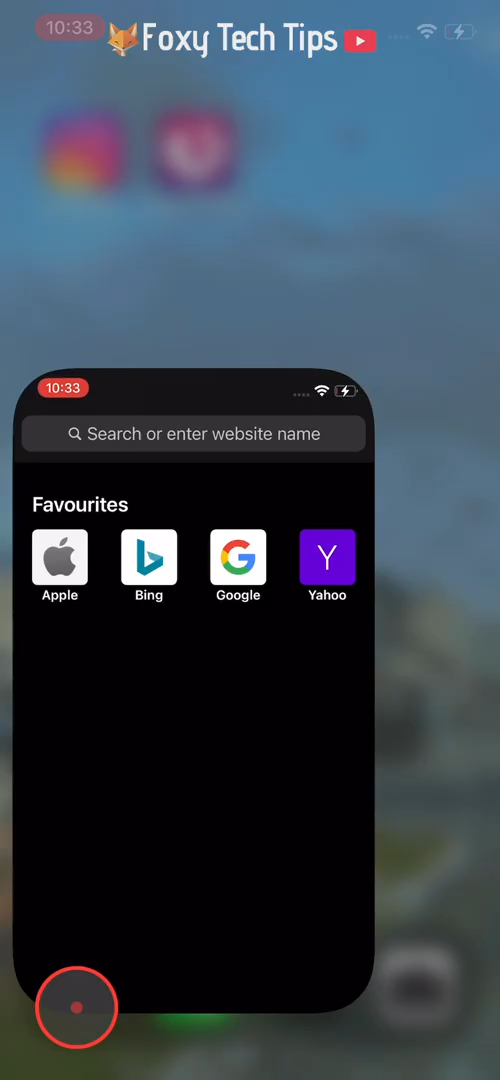 10:33
Foxy Tech Tips
10:33
Search or enter website name
Favourites
Y
Apple
Bing
Google
Yahoo